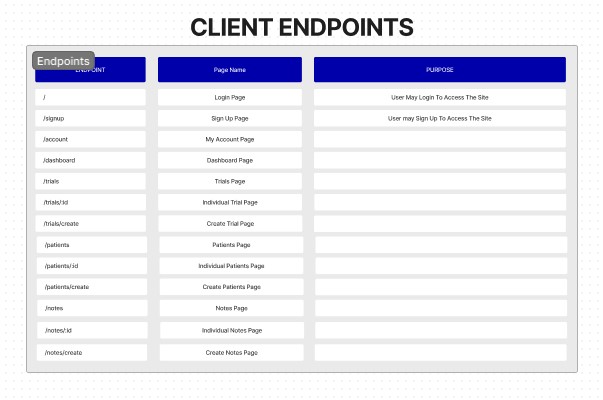 CLIENT ENDPOINTS
Endpoints
ENDPOINT Page Name PURPOSE
/ Login Page User May Login To Access The Site
/signup Sign Up Page User may Sign Up To Access The Site
/account My Account Page
/dashboard Dashboard Page
/trials Trials Page
/trials/:id Individual Trial Page
/trials/create Create Trial Page
/patients Patients Page
/patients/:id Individual Patients Page
/patients/create Create Patients Page
/notes Notes Page
/notes/:id Individual Notes Page
/notes/create Create Notes Page